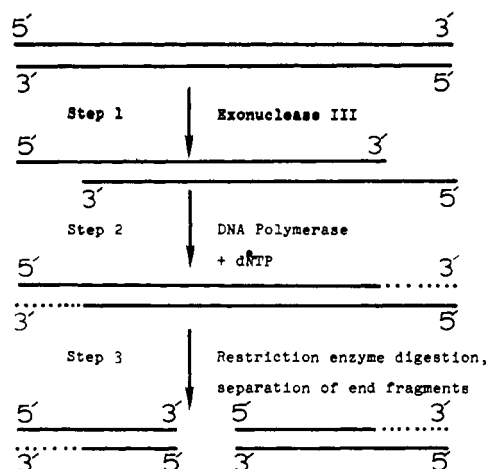 5′ 3′
3′ 5′
Step 1 Exonuclease III
5′ 3′
3′ 5′
Step 2 DNA Polymerase
+ dNTP
5′ 3′
3′ 5′
Step 3 Restriction enzyme digestion,
separation of end fragments
5′ 3′ 5′ 3′
3′ 5′ 3′ 5′